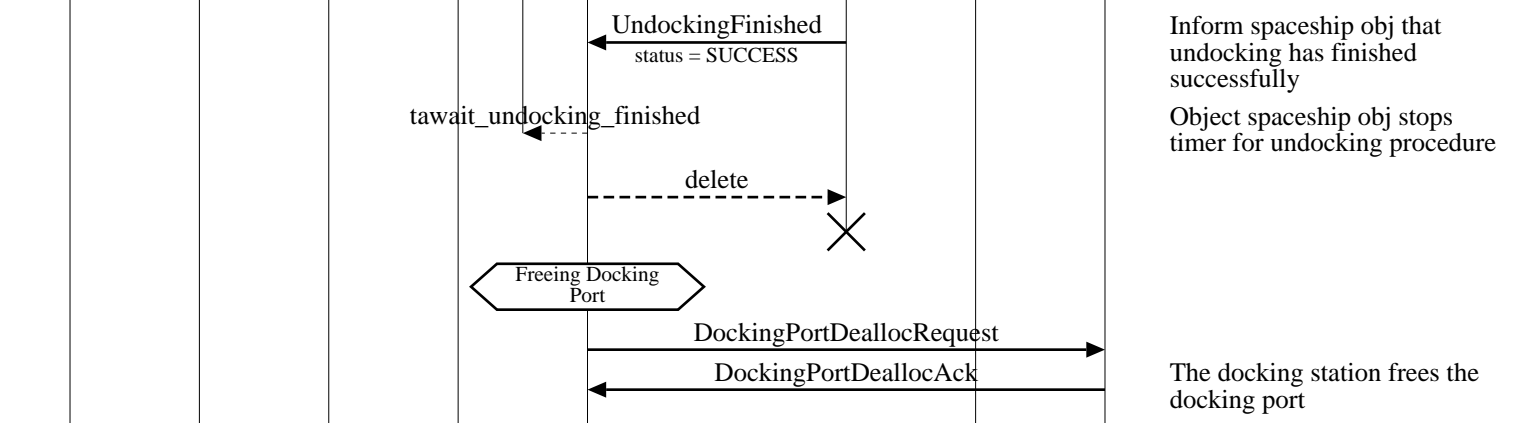 UndockingFinished
status = SUCCESS
Inform spaceship obj that
undocking has finished
successfully
tawait_undocking_finished
Object spaceship obj stops
timer for undocking procedure
delete
Freeing Docking
Port
DockingPortDeallocRequest
DockingPortDeallocAck
The docking station frees the
docking port